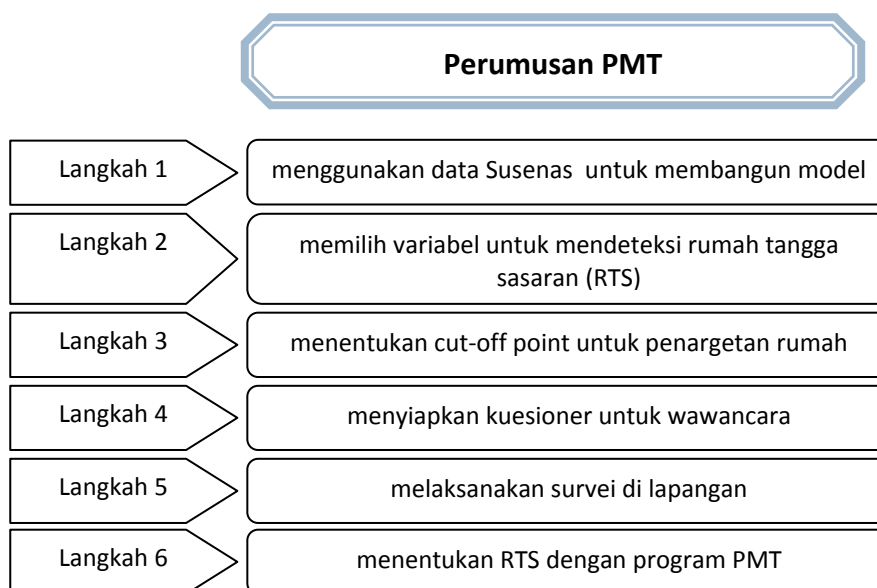 Perumusan PMT
Langkah 1
menggunakan data Susenas untuk membangun model
Langkah 2
memilih variabel untuk mendeteksi rumah tangga
sasaran (RTS)
Langkah 3
menentukan cut-off point untuk penargetan rumah
Langkah 4
menyiapkan kuesioner untuk wawancara
Langkah 5
melaksanakan survei di lapangan
Langkah 6
menentukan RTS dengan program PMT